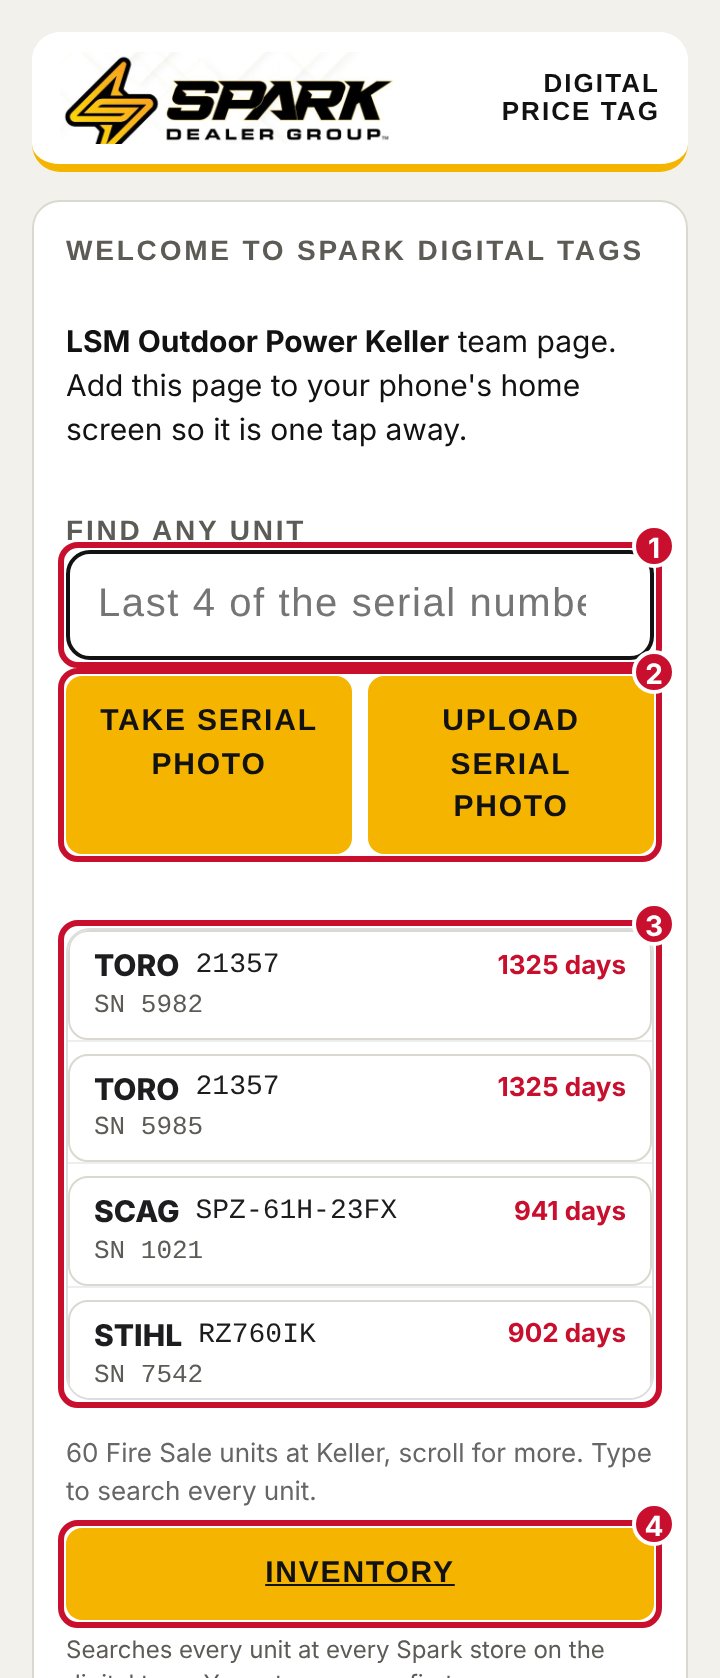 SPARK
DEALER GROUP™
DIGITAL
PRICE TAG
WELCOME TO SPARK DIGITAL TAGS
LSM Outdoor Power Keller team page.
Add this page to your phone's home
screen so it is one tap away.
FIND ANY UNIT
1
Last 4 of the serial numbe
2
TAKE SERIAL
PHOTO
UPLOAD
SERIAL
PHOTO
3
TORO 21357 1325 days
SN 5982
TORO 21357 1325 days
SN 5985
SCAG SPZ-61H-23FX 941 days
SN 1021
STIHL RZ760IK 902 days
SN 7542
60 Fire Sale units at Keller, scroll for more. Type
to search every unit.
4
INVENTORY
Searches every unit at every Spark store on the